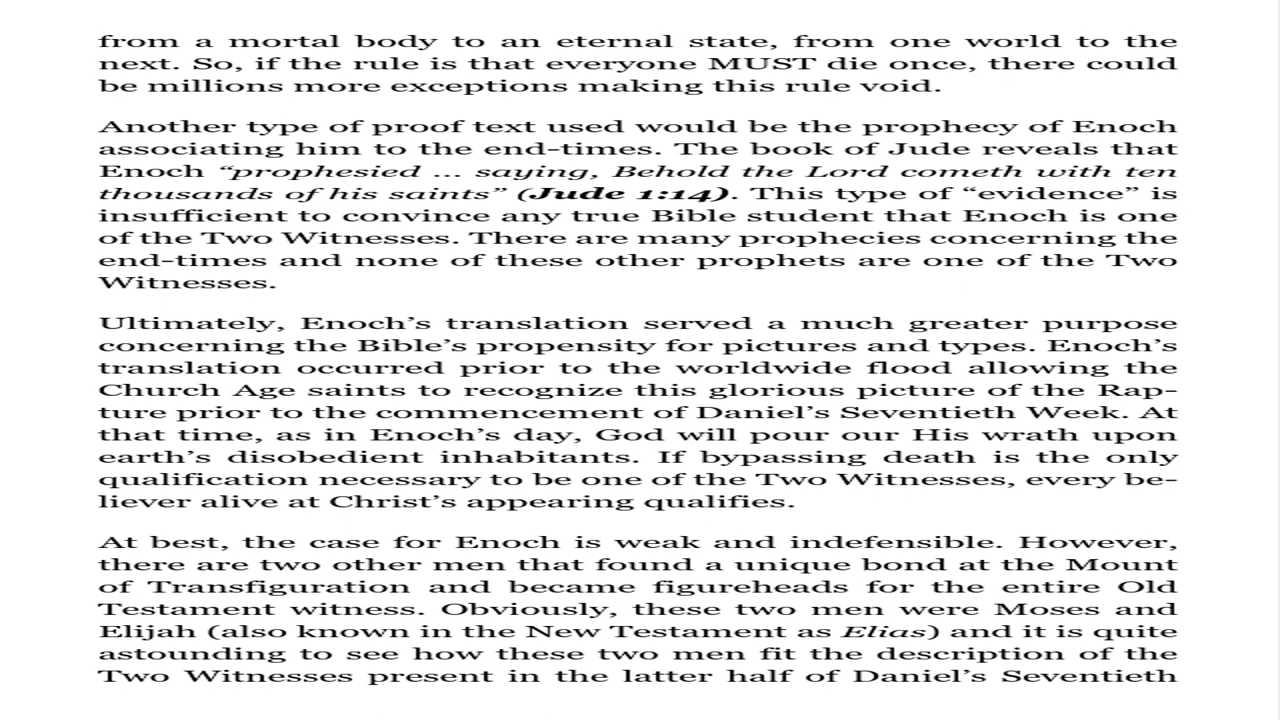 from a mortal body to an eternal state, from one world to the
next. So, if the rule is that everyone MUST die once, there could
be millions more exceptions making this rule void.
Another type of proof text used would be the prophecy of Enoch
associating him to the end-times. The book of Jude reveals that
Enoch “prophesied ... saying, Behold the Lord cometh with ten
thousands of his saints” (Jude 1:14). This type of “evidence” is
insufficient to convince any true Bible student that Enoch is one
of the Two Witnesses. There are many prophecies concerning the
end-times and none of these other prophets are one of the Two
Witnesses.
Ultimately, Enoch’s translation served a much greater purpose
concerning the Bible’s propensity for pictures and types. Enoch’s
translation occurred prior to the worldwide flood allowing the
Church Age saints to recognize this glorious picture of the Rap-
ture prior to the commencement of Daniel’s Seventieth Week. At
that time, as in Enoch’s day, God will pour our His wrath upon
earth’s disobedient inhabitants. If bypassing death is the only
qualification necessary to be one of the Two Witnesses, every be-
liever alive at Christ’s appearing qualifies.
At best, the case for Enoch is weak and indefensible. However,
there are two other men that found a unique bond at the Mount
of Transfiguration and became figureheads for the entire Old
Testament witness. Obviously, these two men were Moses and
Elijah (also known in the New Testament as Elias) and it is quite
astounding to see how these two men fit the description of the
Two Witnesses present in the latter half of Daniel’s Seventieth